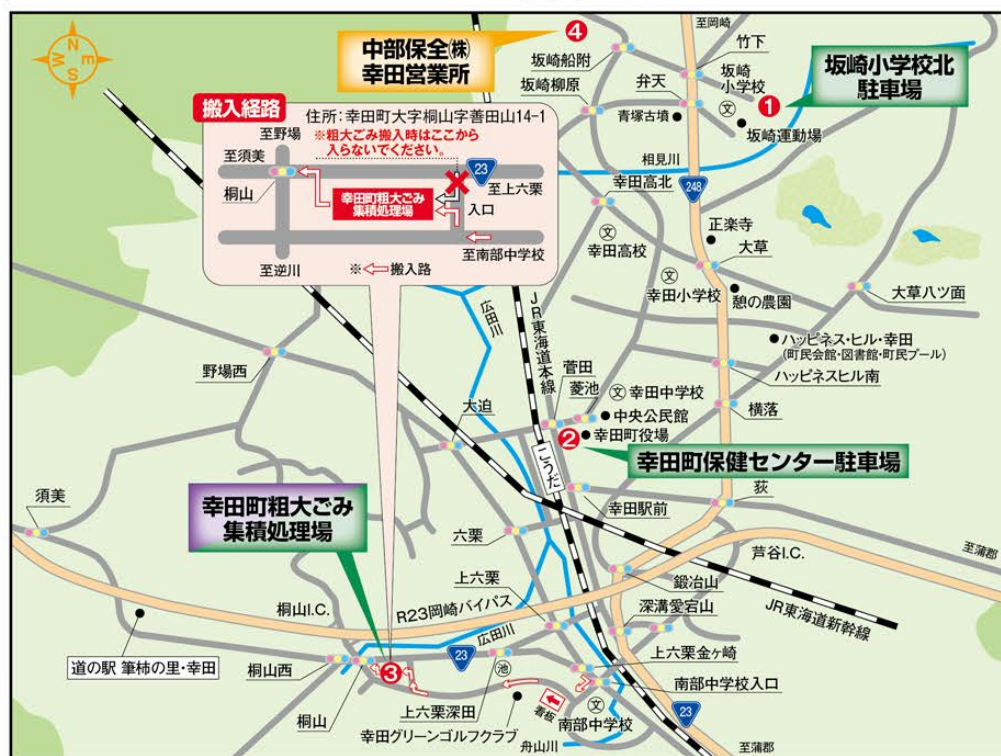 N
E
S
W
中部保全㈱
幸田営業所
❹
坂崎船附
坂崎柳原
至岡崎
竹下
坂崎
小学校
弁天
文
❶
青塚古墳
坂崎運動場
坂崎小学校北
駐車場
搬入経路
住所:幸田町大字桐山字善田山14-1
※粗大ごみ搬入時はここから
入らないでください。
至野場
至須美
23
桐山
至上六栗
幸田町粗大ごみ
集積処理場
入口
至南部中学校
至逆川
※⇦搬入路
相見川
幸田高北
248
文
幸田高校
正楽寺
大草
文
幸田小学校
憩の農園
大草八ツ面
広田川
JR東海道本線
ハッピネス・ヒル・幸田
(町民会館・図書館・町民プール)
ハッピネスヒル南
野場西
菅田
菱池
文
幸田中学校
大迫
中央公民館
横落
❷
幸田町役場
こうだ
幸田町保健センター駐車場
須美
幸田町粗大ごみ
集積処理場
幸田駅前
荻
六栗
芦谷I.C.
至蒲郡
上六栗
鍛冶山
桐山I.C.
R23岡崎バイパス
深溝愛宕山
JR東海道新幹線
広田川
道の駅 筆柿の里・幸田
桐山西
❸
23
池
上六栗金ヶ崎
南部中学校入口
桐山
上六栗深田
看板
文
南部中学校
23
幸田グリーンゴルフクラブ
舟山川
至蒲郡